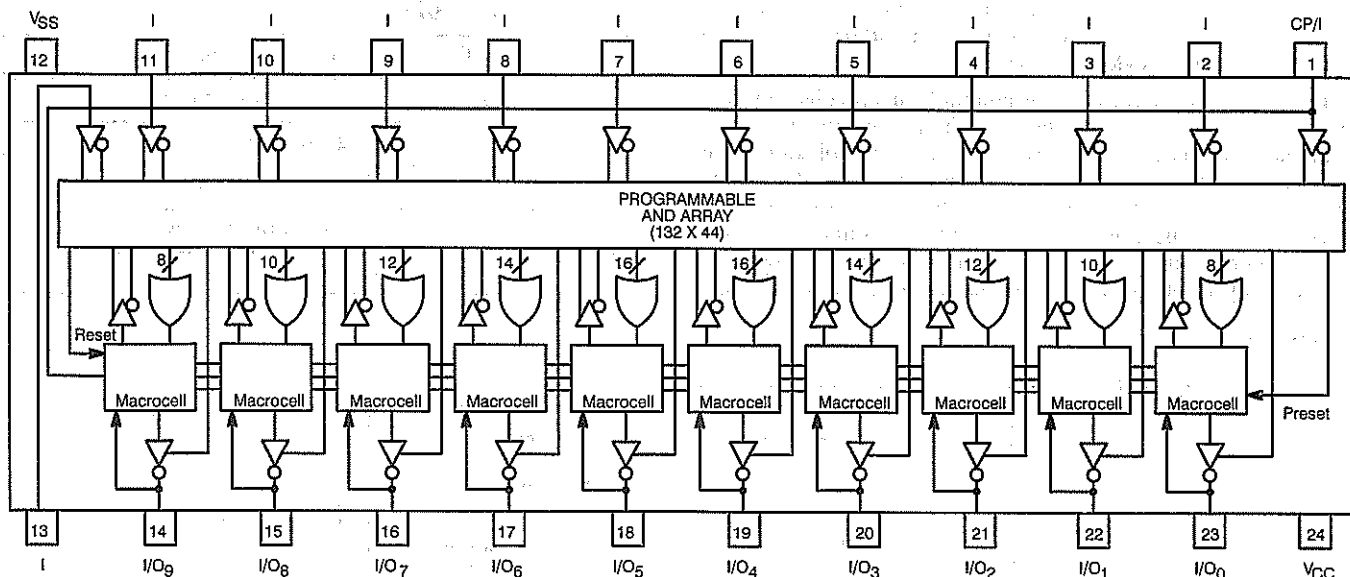 VSS I I I I I I I I I I CP/I
12 11 10 9 8 7 6 5 4 3 2 1
PROGRAMMABLE
AND ARRAY
(132 X 44)
8 10 12 14 16 16 14 12 10 8
Reset
Macrocell Macrocell Macrocell Macrocell Macrocell Macrocell Macrocell Macrocell Macrocell Macrocell
Preset
13 14 15 16 17 18 19 20 21 22 23 24
I I/O9 I/O8 I/O7 I/O6 I/O5 I/O4 I/O3 I/O2 I/O1 I/O0 VCC